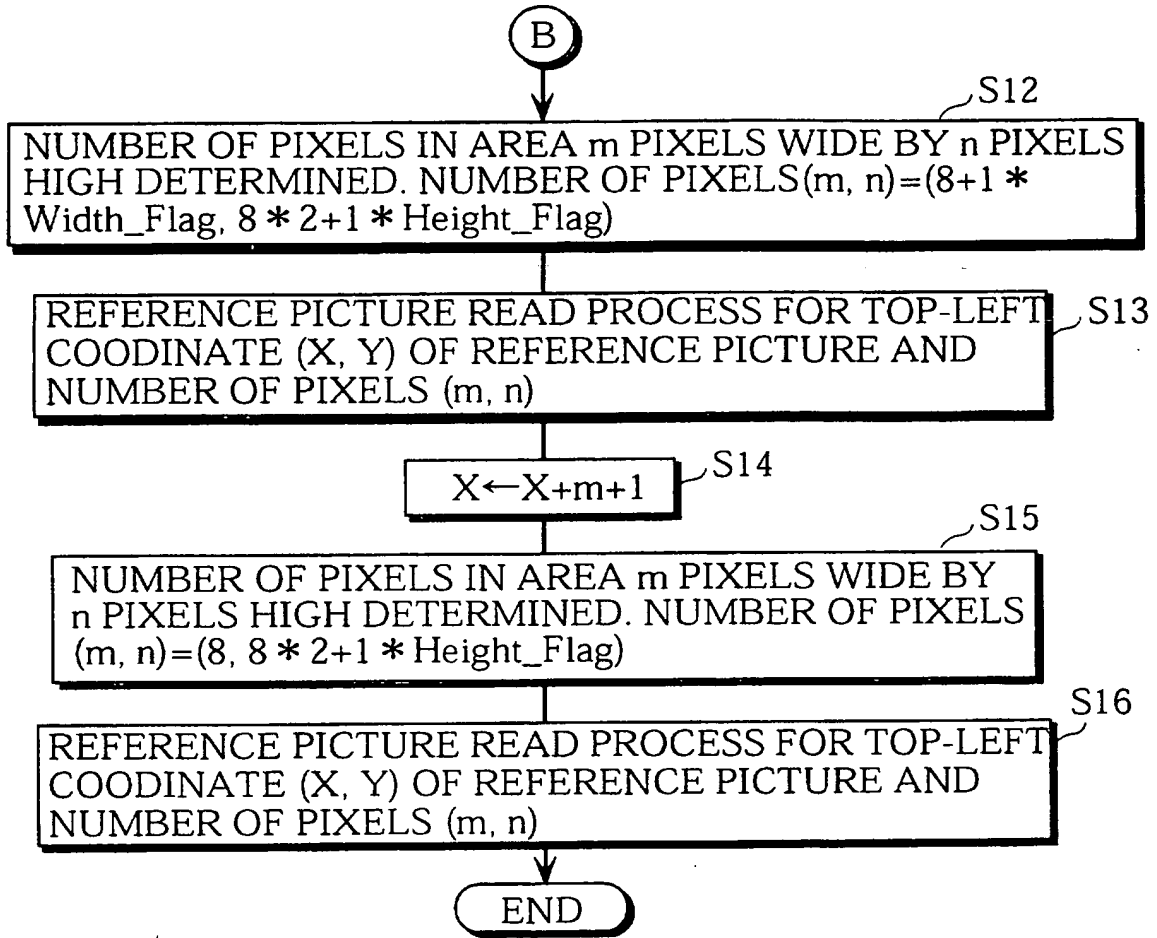 B
S12
NUMBER OF PIXELS IN AREA m PIXELS WIDE BY n PIXELS
HIGH DETERMINED. NUMBER OF PIXELS(m, n)=(8+1 *
Width_Flag, 8 * 2+1 * Height_Flag)
REFERENCE PICTURE READ PROCESS FOR TOP-LEFT
COODINATE (X, Y) OF REFERENCE PICTURE AND
NUMBER OF PIXELS (m, n)
S13
X←X+m+1
S14
S15
NUMBER OF PIXELS IN AREA m PIXELS WIDE BY
n PIXELS HIGH DETERMINED. NUMBER OF PIXELS
(m, n)=(8, 8 * 2+1 * Height_Flag)
S16
REFERENCE PICTURE READ PROCESS FOR TOP-LEFT
COODINATE (X, Y) OF REFERENCE PICTURE AND
NUMBER OF PIXELS (m, n)
END